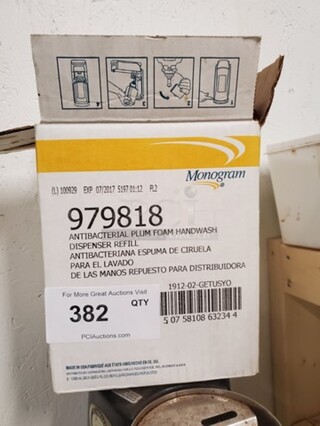 Monogram
(L) 100929 EXP 07/2017 5197 01:12 FL2
979818
ANTIBACTERIAL PLUM FOAM HANDWASH
DISPENSER REFILL
ANTIBACTERIANA ESPUMA DE CIRUELA
PARA EL LAVADO
DE LAS MANOS REPUESTO PARA DISTRIBUIDORA
1912-02-GETUSYO
For More Great Auctions Visit
382
QTY
PCIAuctions.com
5 07 58108 63234 4